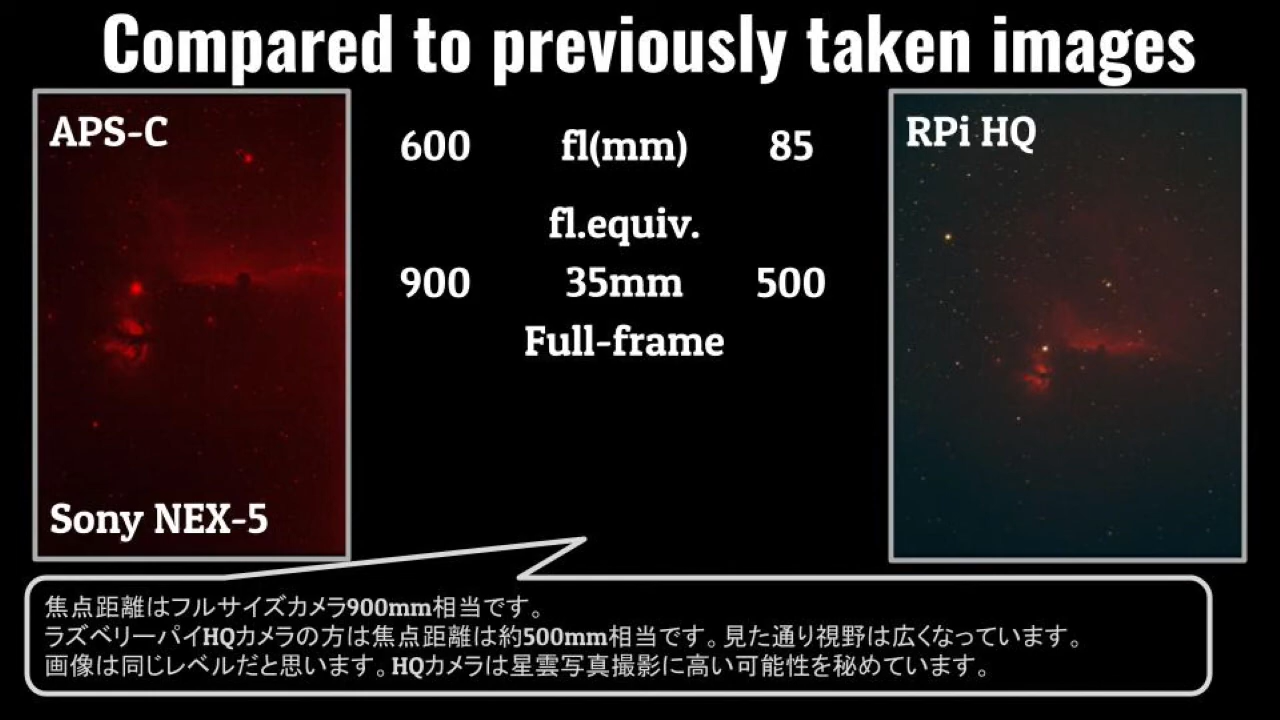 Compared to previously taken images
APS-C
Sony NEX-5
600 fl(mm) 85
fl.equiv.
900 35mm 500
Full-frame
RPi HQ
焦点距離はフルサイズカメラ900mm相当です。
ラズベリーパイHQカメラの方は焦点距離は約500mm相当です。見た通り視野は広くなっています。
画像は同じレベルだと思います。HQカメラは星雲写真撮影に高い可能性を秘めています。